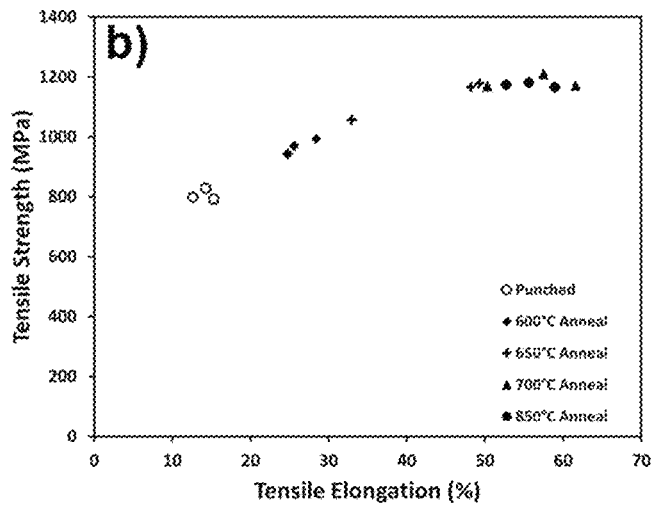 b)
1400
1200
1000
800
600
400
200
0
Tensile Strength (MPa)
0 10 20 30 40 50 60 70
Tensile Elongation (%)
Punched
600°C Anneal
650°C Anneal
700°C Anneal
850°C Anneal